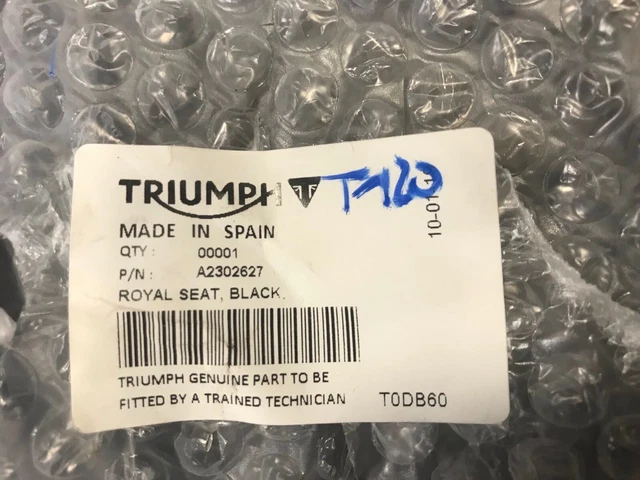 TRIUMPH T120
MADE IN SPAIN
QTY : 00001
P/N : A2302627
ROYAL SEAT, BLACK.
TRIUMPH GENUINE PART TO BE
FITTED BY A TRAINED TECHNICIAN
T0DB60